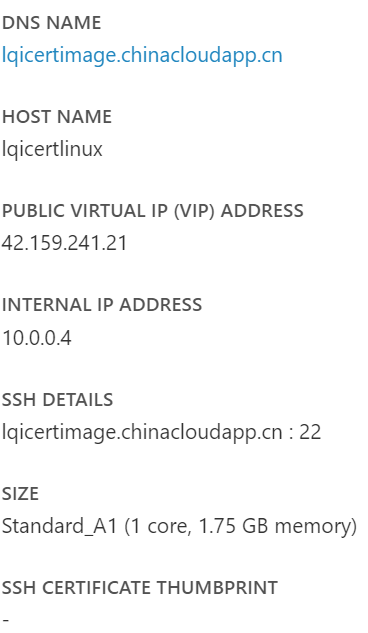 DNS NAME
lqicertimage.chinacloudapp.cn
HOST NAME
lqicertlinux
PUBLIC VIRTUAL IP (VIP) ADDRESS
42.159.241.21
INTERNAL IP ADDRESS
10.0.0.4
SSH DETAILS
lqicertimage.chinacloudapp.cn : 22
SIZE
Standard_A1 (1 core, 1.75 GB memory)
SSH CERTIFICATE THUMBPRINT
-